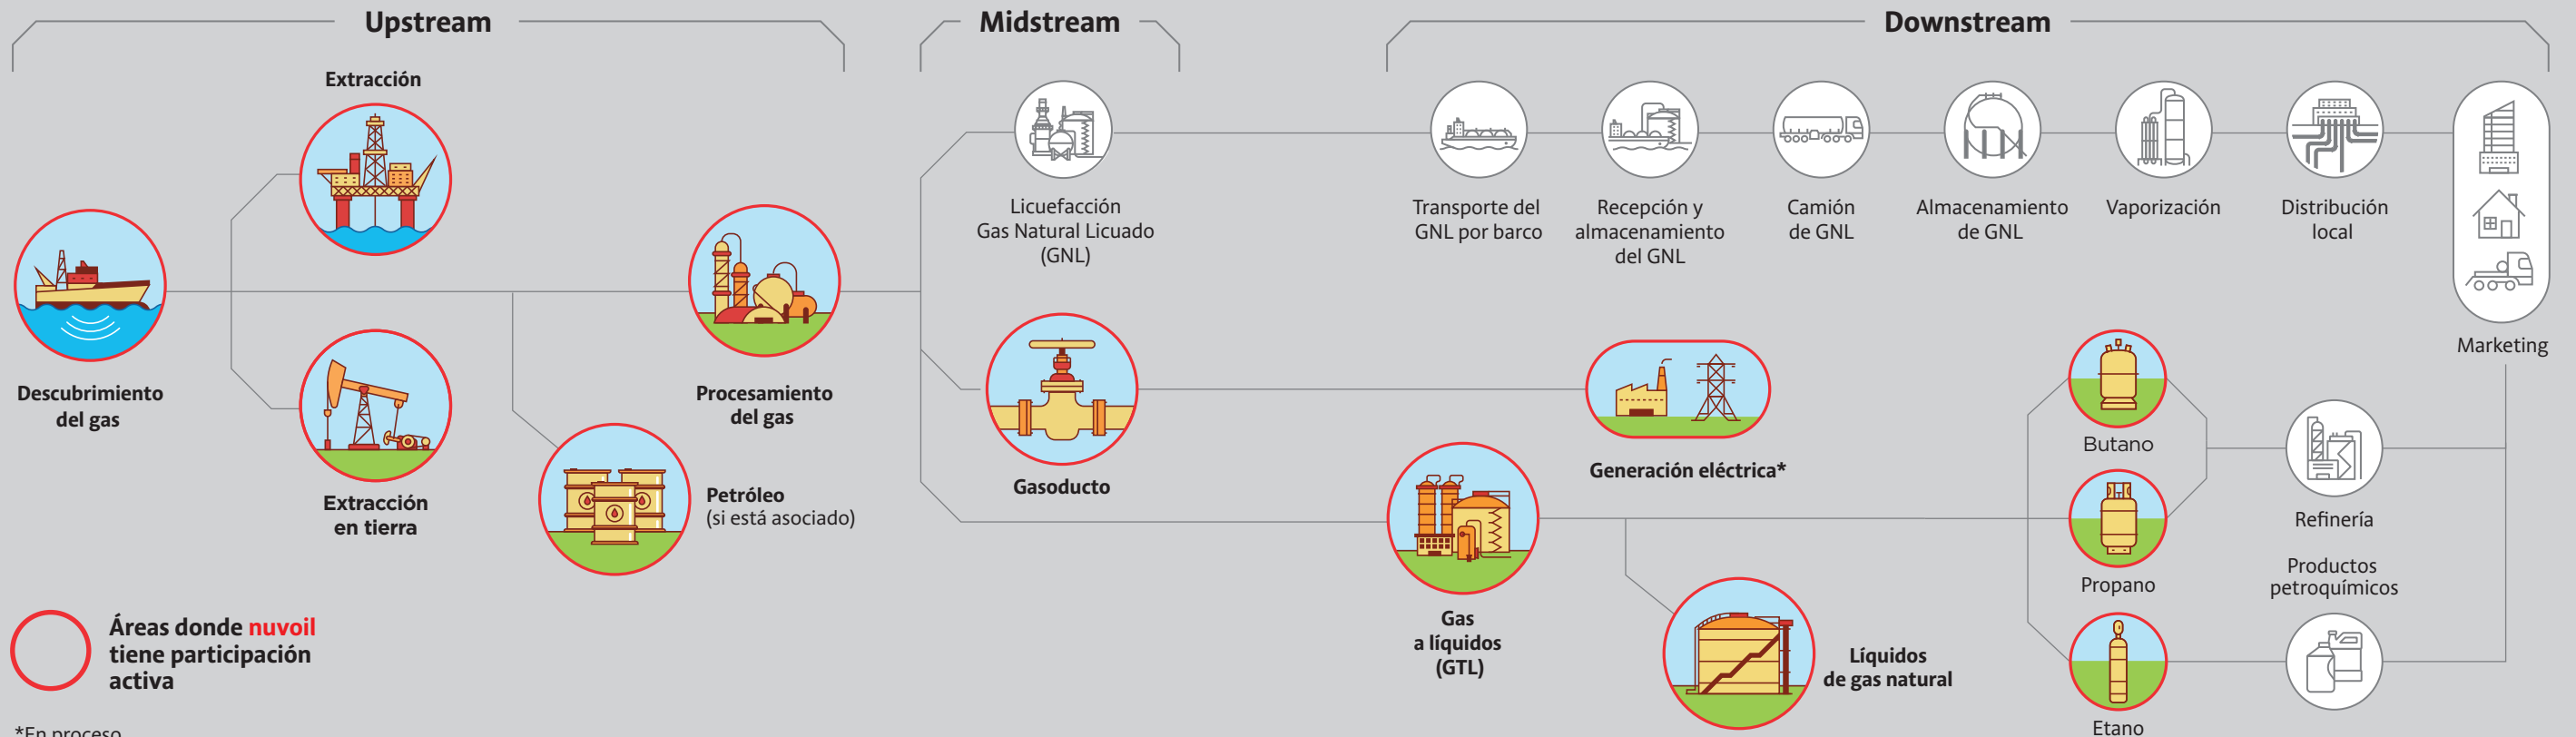 Upstream
Midstream
Downstream
Extracción
Descubrimiento
del gas
Extracción
en tierra
Petróleo
(si está asociado)
Procesamiento
del gas
Licuefacción
Gas Natural Licuado
(GNL)
Gasoducto
Transporte del
GNL por barco
Recepción y
almacenamiento
del GNL
Camión
de GNL
Almacenamiento
de GNL
Vaporización
Distribución
local
Marketing
Generación eléctrica*
Gas
a líquidos
(GTL)
Líquidos
de gas natural
Butano
Propano
Etano
Refinería
Productos
petroquímicos
Áreas donde nuvoil
tiene participación
activa
*En proceso